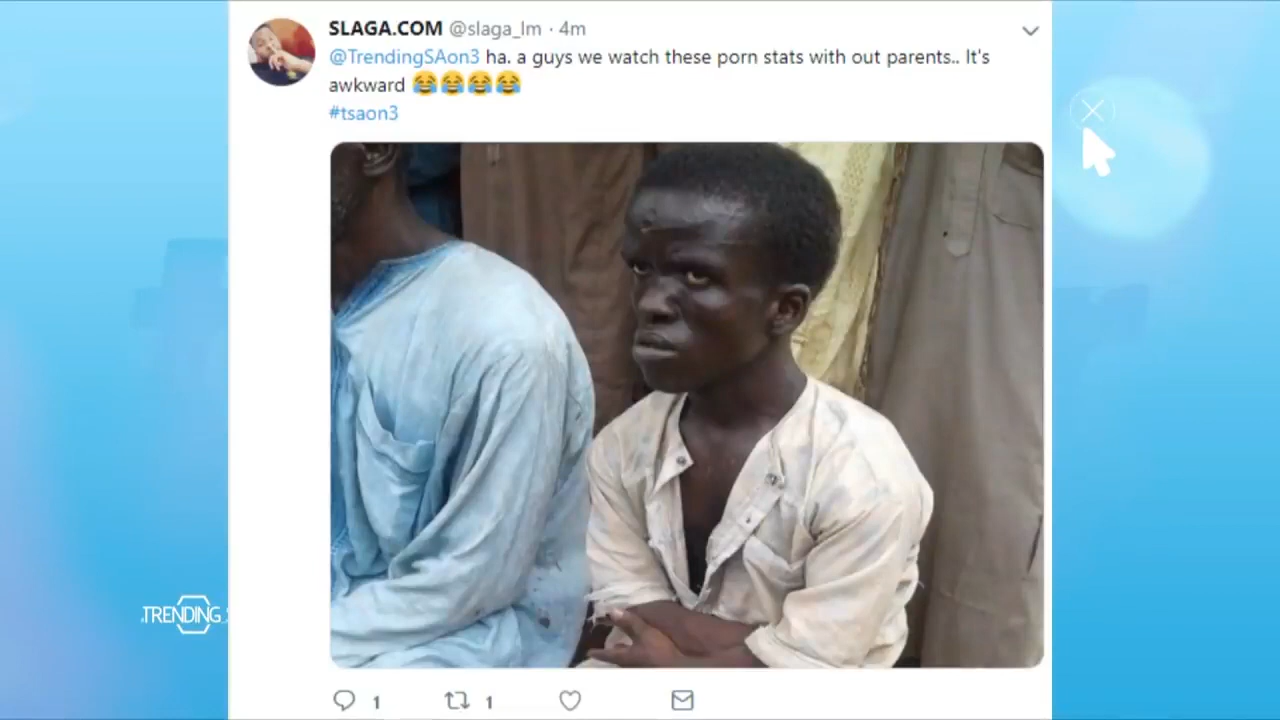 SLAGA.COM @slaga_lm · 4m
@TrendingSAon3 ha. a guys we watch these porn stats with out parents.. It's
awkward 😂😂😂😂
#tsaon3
TRENDING
1 1